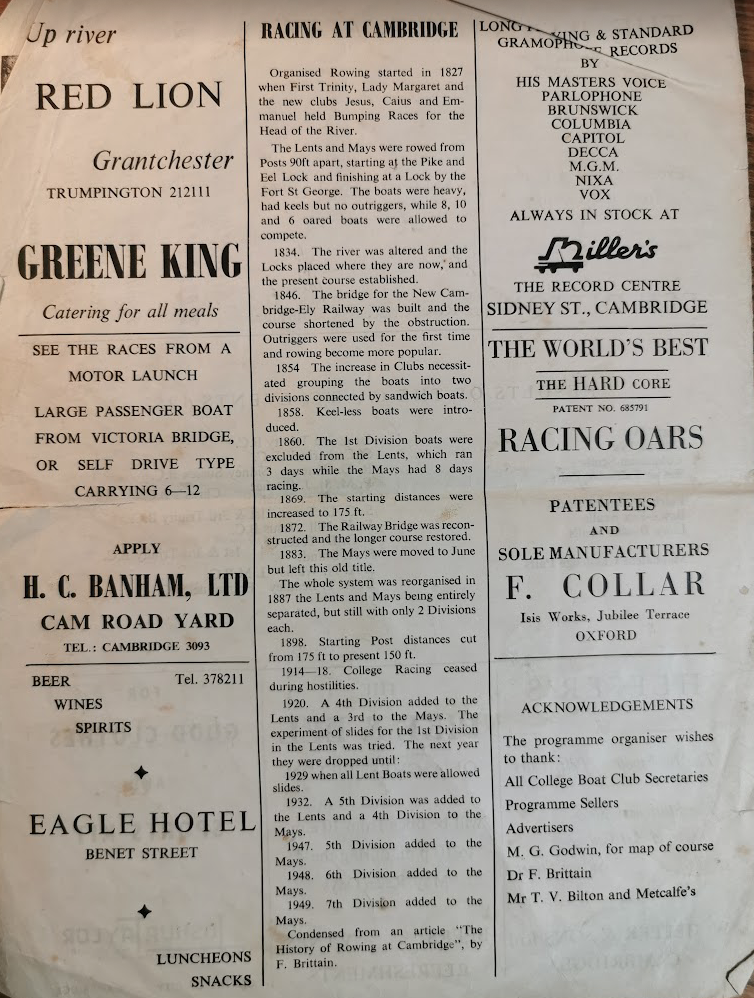 Up river
RED LION
Grantchester
TRUMPINGTON 212111
GREENE KING
Catering for all meals
SEE THE RACES FROM A
MOTOR LAUNCH
LARGE PASSENGER BOAT
FROM VICTORIA BRIDGE,
OR SELF DRIVE TYPE
CARRYING 6—12
APPLY
H. C. BANHAM, LTD
CAM ROAD YARD
TEL.: CAMBRIDGE 3093
BEER Tel. 378211
WINES
SPIRITS
EAGLE HOTEL
BENET STREET
LUNCHEONS
SNACKS
RACING AT CAMBRIDGE
Organised Rowing started in 1827
when First Trinity, Lady Margaret and
the new clubs Jesus, Caius and Em-
manuel held Bumping Races for the
Head of the River.
The Lents and Mays were rowed from
Posts 90ft apart, starting at the Pike and
Eel Lock and finishing at a Lock by the
Fort St George. The boats were heavy,
had keels but no outriggers, while 8, 10
and 6 oared boats were allowed to
compete.
1834. The river was altered and the
Locks placed where they are now, and
the present course established.
1846. The bridge for the New Cam-
bridge-Ely Railway was built and the
course shortened by the obstruction.
Outriggers were used for the first time
and rowing become more popular.
1854 The increase in Clubs necessit-
ated grouping the boats into two
divisions connected by sandwich boats.
1858. Keel-less boats were intro-
duced.
1860. The 1st Division boats were
excluded from the Lents, which ran
3 days while the Mays had 8 days
racing.
1869. The starting distances were
increased to 175 ft.
1872. The Railway Bridge was recon-
structed and the longer course restored.
1883. The Mays were moved to June
but left this old title.
The whole system was reorganised in
1887 the Lents and Mays being entirely
separated, but still with only 2 Divisions
each.
1898. Starting Post distances cut
from 175 ft to present 150 ft.
1914—18. College Racing ceased
during hostilities.
1920. A 4th Division added to the
Lents and a 3rd to the Mays. The
experiment of slides for the 1st Division
in the Lents was tried. The next year
they were dropped until:
1929 when all Lent Boats were allowed
slides.
1932. A 5th Division was added to
the Lents and a 4th Division to the
Mays.
1947. 5th Division added to the
Mays.
1948. 6th Division added to the
Mays.
1949. 7th Division added to the
Mays.
Condensed from an article "The
History of Rowing at Cambridge", by
F. Brittain.
LONG & STANDARD
RECORDS
BY
HIS MASTERS VOICE
PARLOPHONE
BRUNSWICK
COLUMBIA
CAPITOL
DECCA
M.G.M.
NIXA
VOX
ALWAYS IN STOCK AT
Miller's
THE RECORD CENTRE
SIDNEY ST., CAMBRIDGE
THE WORLD'S BEST
THE HARD CORE
PATENT NO. 685791
RACING OARS
PATENTEES
AND
SOLE MANUFACTURERS
F. COLLAR
Isis Works, Jubilee Terrace
OXFORD
ACKNOWLEDGEMENTS
The programme organiser wishes
to thank:
All College Boat Club Secretaries
Programme Sellers
Advertisers
M. G. Godwin, for map of course
Dr F. Brittain
Mr T. V. Bilton and Metcalfe's